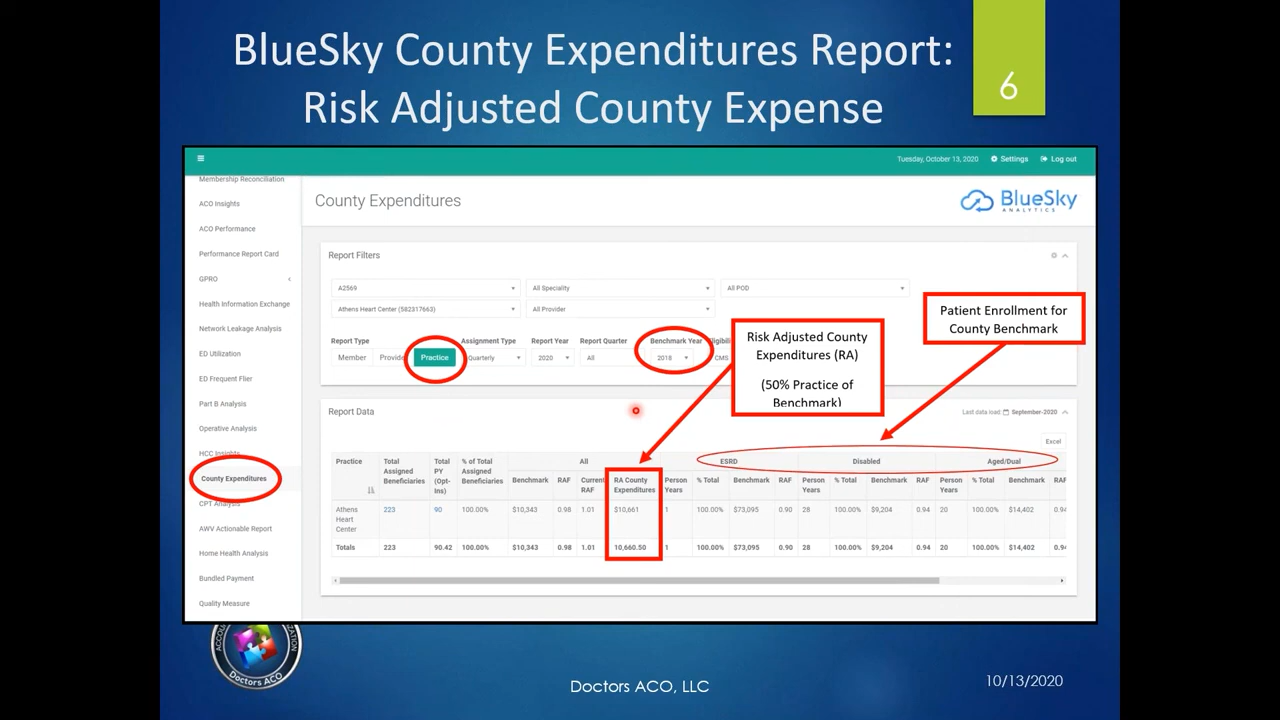 BlueSky County Expenditures Report:
Risk Adjusted County Expense
6
Tuesday, October 13, 2020 Settings Log out
Membership Reconciliation
ACO Insights
ACO Performance
Performance Report Card
GPRO
Health Information Exchange
Network Leakage Analysis
ED Utilization
ED Frequent Flier
Part B Analysis
Operative Analysis
HCC Insights
County Expenditures
CPT Analysis
AWV Actionable Report
Home Health Analysis
Bundled Payment
Quality Measure
County Expenditures
BlueSky
ANALYTICS
Report Filters
A2569 All Speciality All POD
Athens Heart Center (582317663) All Provider
Report Type Assignment Type Report Year Report Quarter Benchmark Year
Member Practice Quarterly 2020 All 2018 CMS
Risk Adjusted County
Expenditures (RA)
(50% Practice of
Benchmark)
Patient Enrollment for
County Benchmark
Report Data
Last data load: September-2020
Excel
All ESRD Disabled Aged/Dual
Practice Total Assigned Beneficiaries Total PY (Opt-Ins) % of Total Assigned Beneficiaries Benchmark RAF Current RAF RA County Expenditures Person Years % Total Benchmark RAF Person Years % Total Benchmark RAF Person Years % Total Benchmark RAF
Athens Heart Center 223 90 100.00% $10,343 0.98 1.01 $10,661 1 100.00% $73,095 0.90 28 100.00% $9,204 0.94 20 100.00% $14,402
Totals 223 90.42 100.00% $10,343 0.98 1.01 10,660.50 1 100.00% $73,095 0.90 28 100.00% $9,204 0.94 20 100.00% $14,402
Doctors ACO
Doctors ACO, LLC
10/13/2020